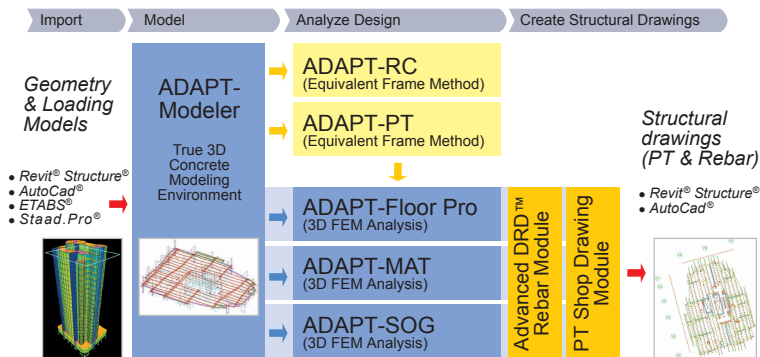 Import
Model
Analyze Design
Create Structural Drawings
Geometry
& Loading
Models
● Revit® Structure®
● AutoCad®
● ETABS®
● Staad.Pro®
ADAPT-
Modeler
True 3D
Concrete
Modeling
Environment
ADAPT-RC
(Equivalent Frame Method)
ADAPT-PT
(Equivalent Frame Method)
ADAPT-Floor Pro
(3D FEM Analysis)
ADAPT-MAT
(3D FEM Analysis)
ADAPT-SOG
(3D FEM Analysis)
Advanced DRD™
Rebar Module
PT Shop Drawing
Module
Structural
drawings
(PT & Rebar)
● Revit® Structure®
● AutoCad®